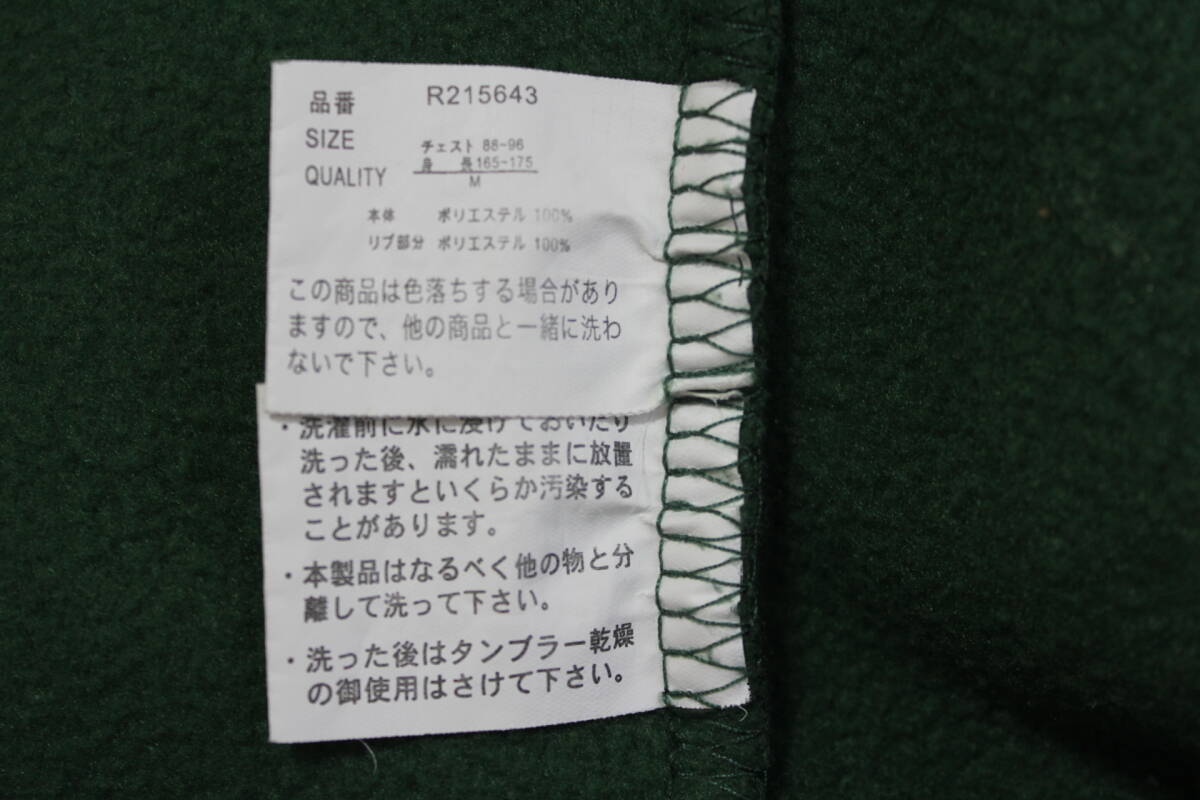 品番 R215643
SIZE チェスト 88-96
身 長165-175
QUALITY M
本体 ポリエステル 100%
リブ部分 ポリエステル 100%
この商品は色落ちする場合があり
ますので、他の商品と一緒に洗わ
ないで下さい。
・洗濯前に水に浸けておいたり
洗った後、濡れたままに放置
されますといくらか汚染する
ことがあります。
・本製品はなるべく他の物と分
離して洗って下さい。
・洗った後はタンブラー乾燥
の御使用はさけて下さい。